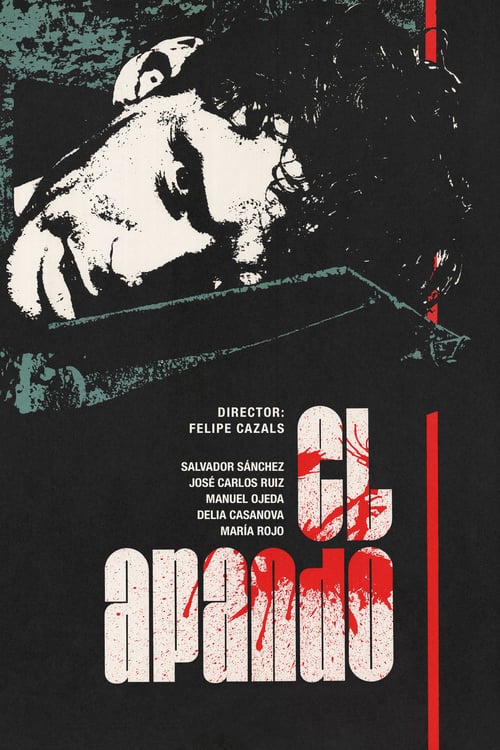 DIRECTOR:
FELIPE CAZALS
SALVADOR SÁNCHEZ
JOSÉ CARLOS RUIZ
MANUEL OJEDA
DELIA CASANOVA
MARÍA ROJO
EL
apando